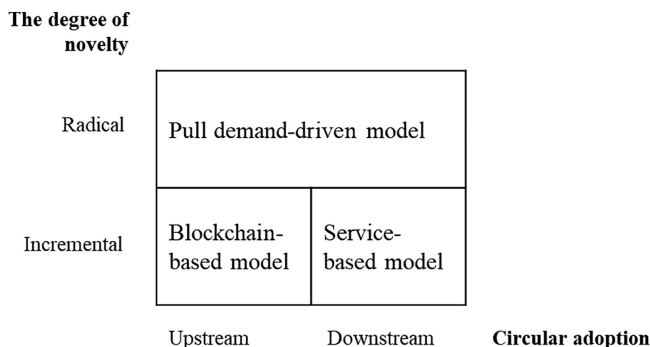 The degree of
novelty
Radical
Pull demand-driven model
Incremental
Blockchain-
based model
Service-
based model
Upstream
Downstream
Circular adoption